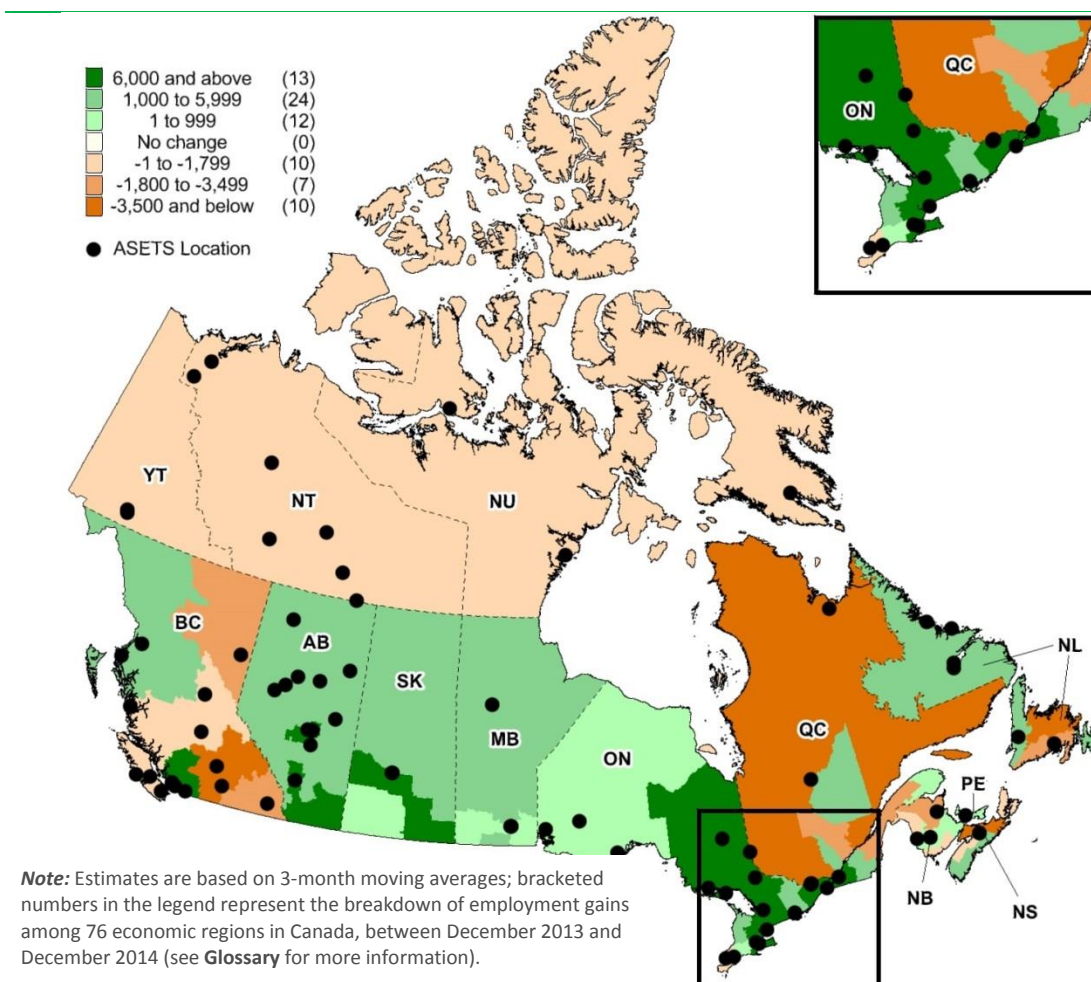 6,000 and above (13)
1,000 to 5,999 (24)
1 to 999 (12)
No change (0)
-1 to -1,799 (10)
-1,800 to -3,499 (7)
-3,500 and below (10)
ASETS Location
QC
ON
YT
NT
NU
BC
AB
SK
MB
ON
QC
NL
PE
NB
NS
Note: Estimates are based on 3-month moving averages; bracketed
numbers in the legend represent the breakdown of employment gains
among 76 economic regions in Canada, between December 2013 and
December 2014 (see Glossary for more information).